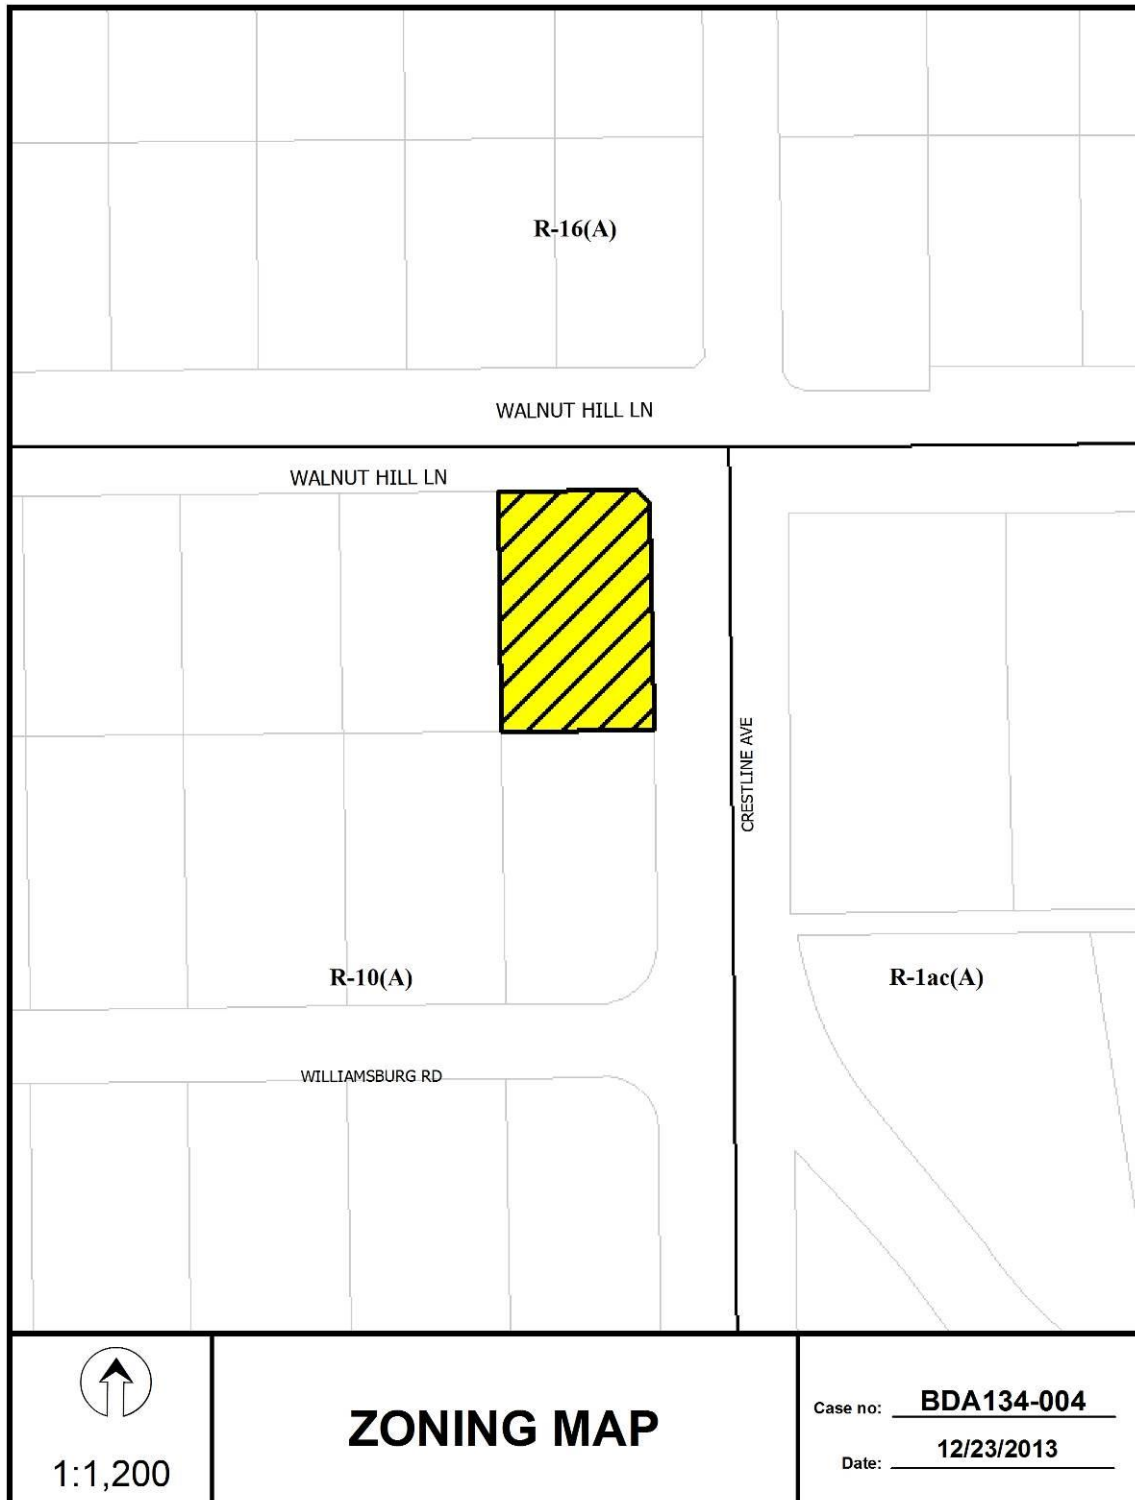 R-16(A)
WALNUT HILL LN
WALNUT HILL LN
CRESTLINE AVE
R-10(A)
R-1ac(A)
WILLIAMSBURG RD
1:1,200
ZONING MAP
Case no: BDA134-004
Date: 12/23/2013